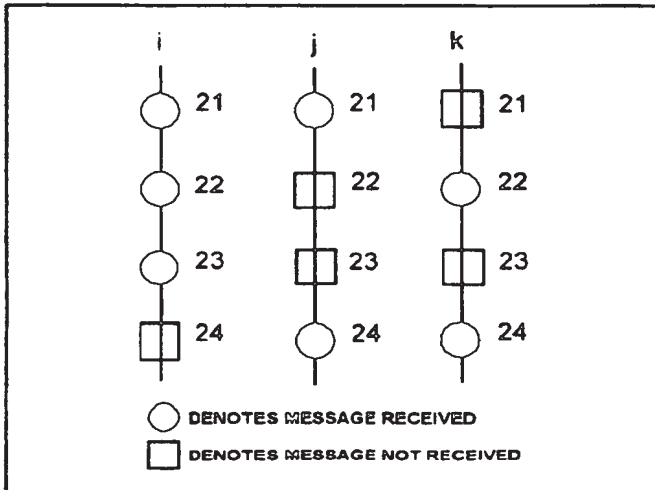 i j k
21 21 21
22 22 22
23 23 23
24 24 24
DENOTES MESSAGE RECEIVED
DENOTES MESSAGE NOT RECEIVED